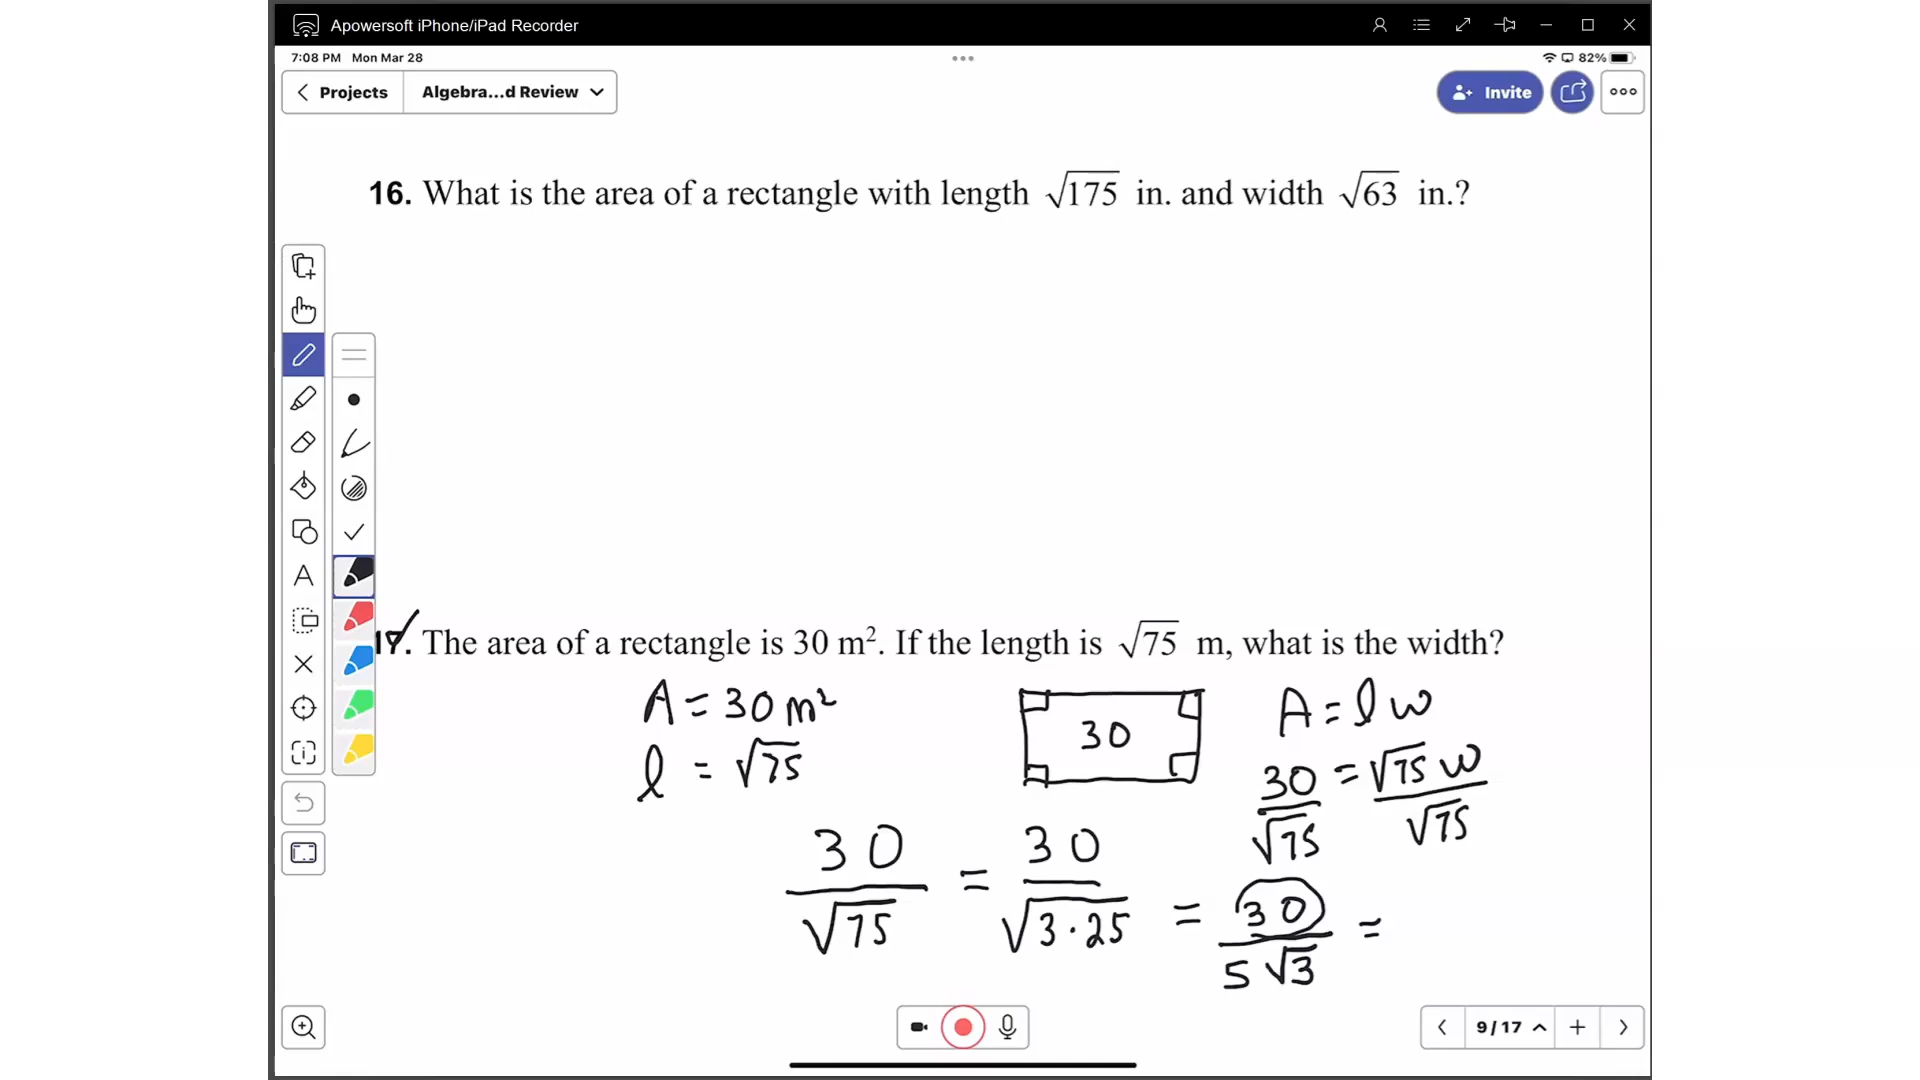 Apowersoft iPhone/iPad Recorder
7:08 PM Mon Mar 28
82%
Projects
Algebra...d Review
Invite
16. What is the area of a rectangle with length √175 in. and width √63 in.?
17. The area of a rectangle is 30 m². If the length is √75 m, what is the width?
A = 30 m²
l = √75
30
A = l w
30/√75 = √75 w/√75
30/√75 = 30/√3·25 = 30/5√3 =
9/17